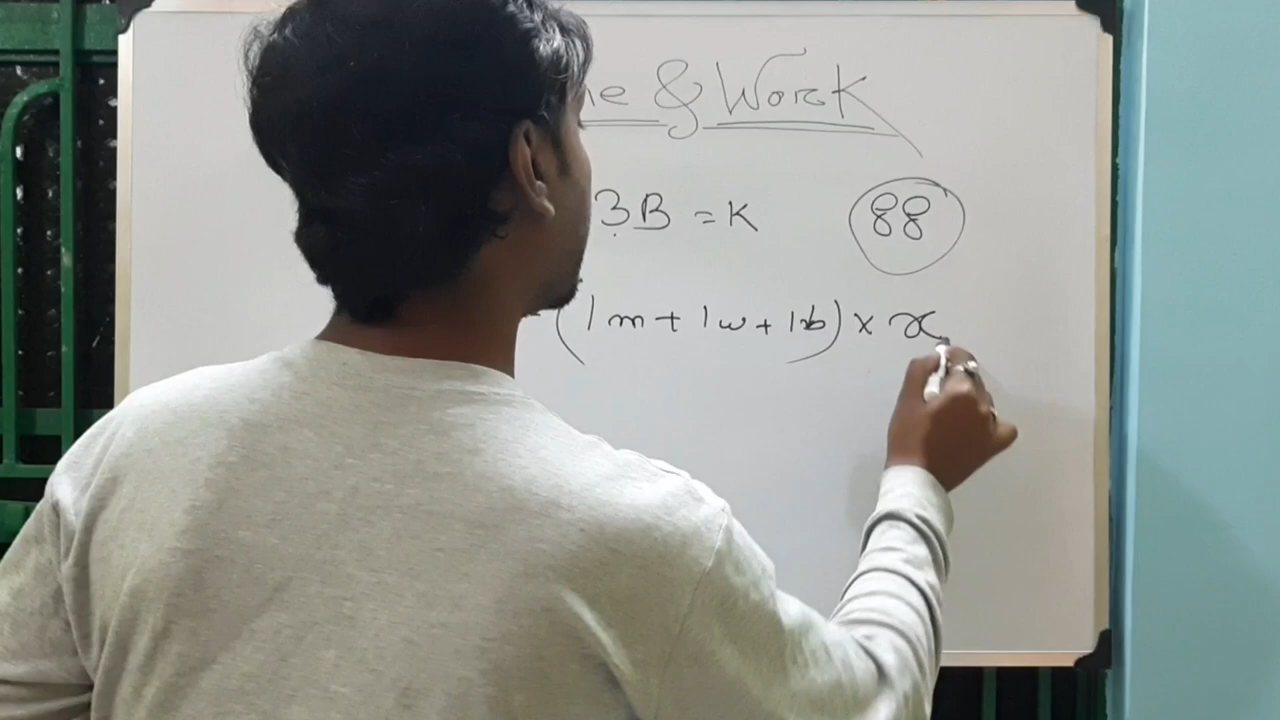 & Work
3B = K 88
(1m + 1w + 1b) × x